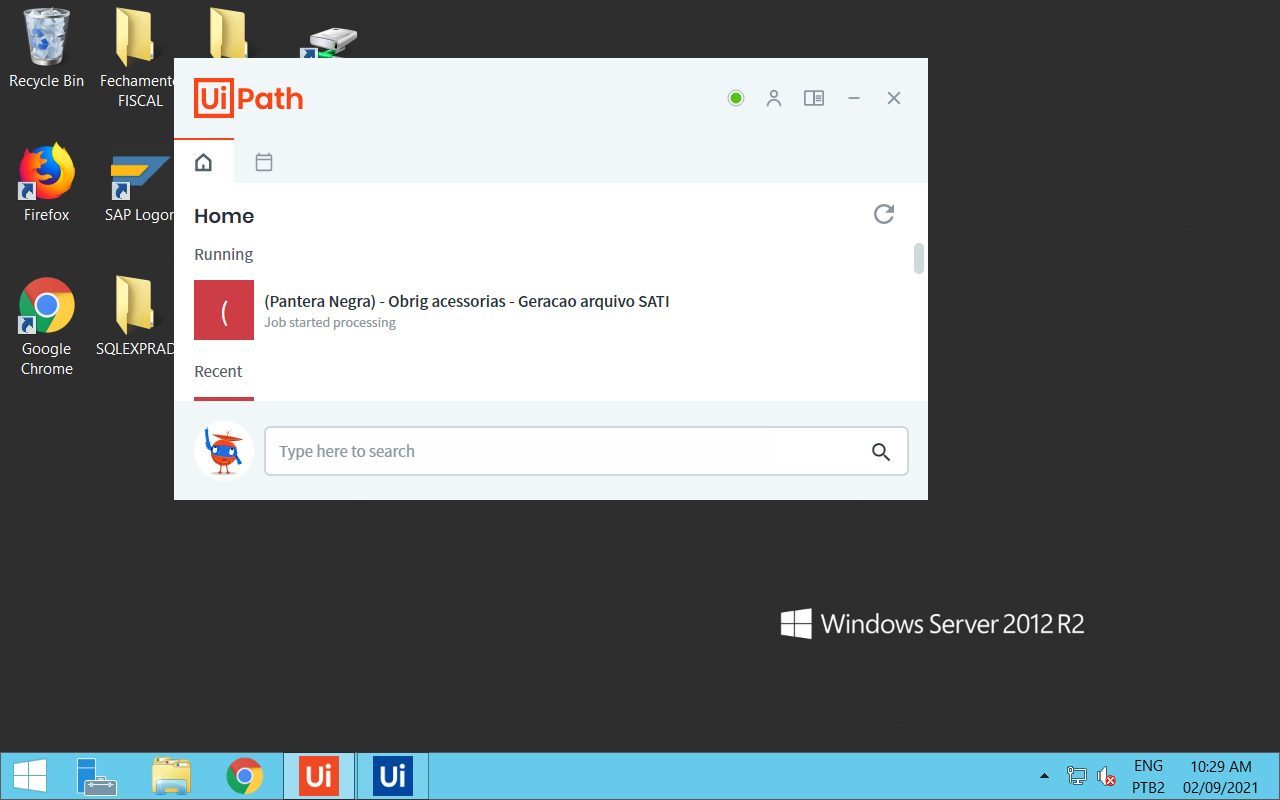 Recycle Bin
Fechamento
FISCAL
Ui Path
Firefox
SAP Logon
Home
Running
(
(Pantera Negra) - Obrig acessorias - Geracao arquivo SATI
Job started processing
Google
Chrome
SQLEXPRAD
Recent
Type here to search
Windows Server 2012 R2
Ui
Ui
ENG
PTB2
10:29 AM
02/09/2021